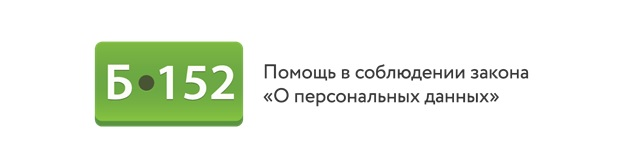 Б•152
Помощь в соблюдении закона
«О персональных данных»